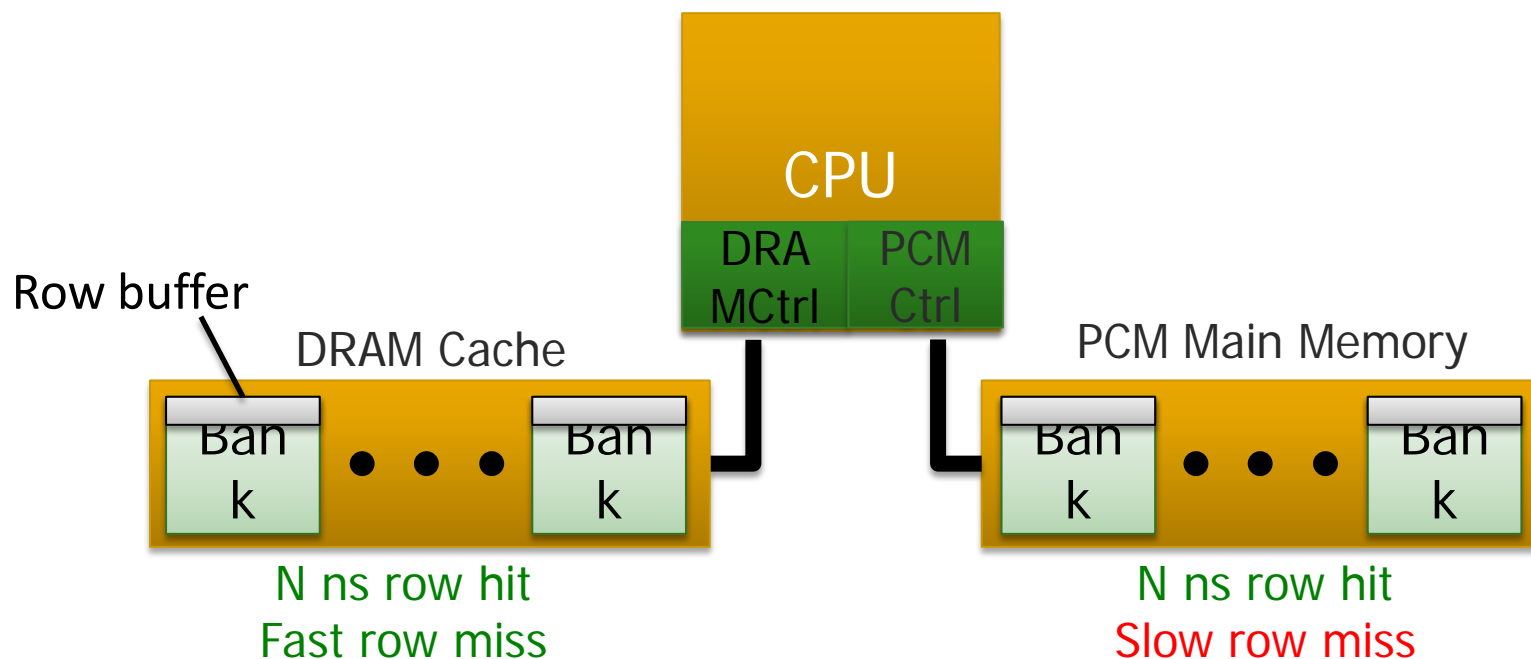 CPU
DRA
MCtrl
PCM
Ctrl
Row buffer
DRAM Cache
PCM Main Memory
Ban
k
Ban
k
Ban
k
Ban
k
N ns row hit
Fast row miss
N ns row hit
Slow row miss